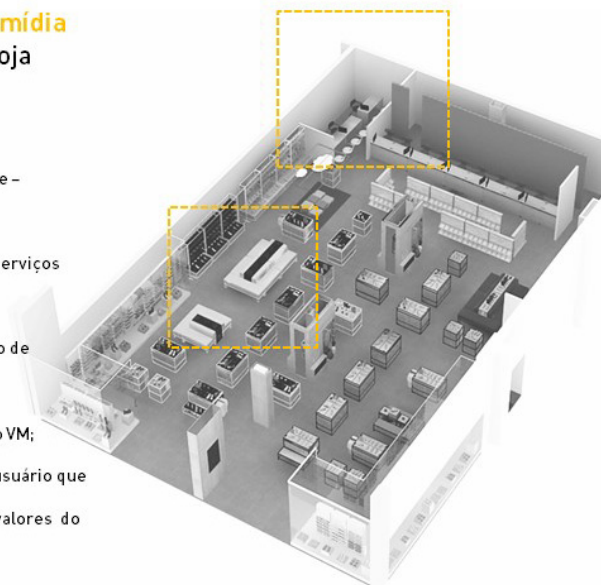 mídia
oja
e –
erviços
o de
o VM;
usuário que
valores do